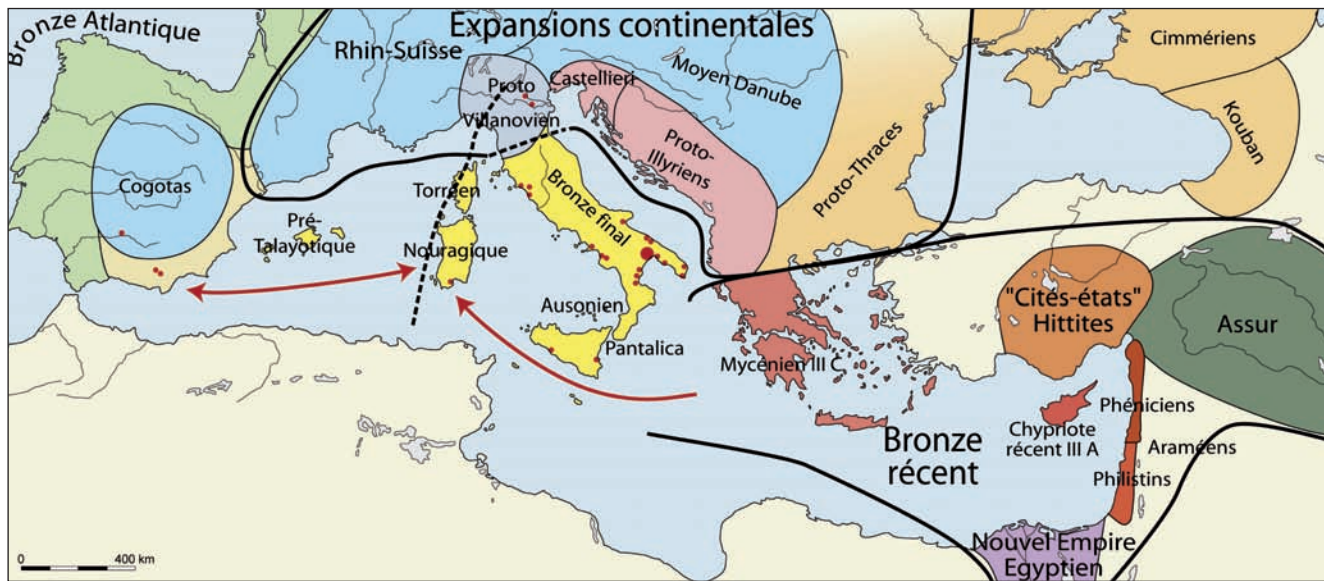 Bronze Atlantique
Expansions continentales
Rhin-Suisse
Cimmériens
Castellieri
Moyen Danube
Proto
Villanovien
Kouban
Proto-
Illyriens
Proto-Thraces
Cogotas
Torréen
Bronze final
Pré-
Talayotique
Nouragique
"Cités-états"
Hittites
Assur
Ausonien
Pantalica
Mycénien III C
Phéniciens
Chypriote
récent III A
Bronze
récent
Araméens
Philistins
Nouvel Empire
Egyptien
0 400 km